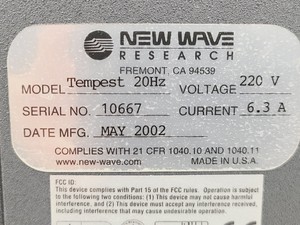 NEW WAVE
RESEARCH
FREMONT, CA 94539
MODEL Tempest 20Hz VOLTAGE 220 V
SERIAL NO. 10667 CURRENT 6.3 A
DATE MFG. MAY 2002
COMPLIES WITH 21 CFR 1040.10 AND 1040.11
www.new-wave.com MADE IN U.S.A.
FCC ID:
This device complies with Part 15 of the FCC rules. Operation is subject
to the following two conditions: (1) This device may not cause harmful
interference, and (2) This device must accept any interference
including interference that may cause undesirable operation.